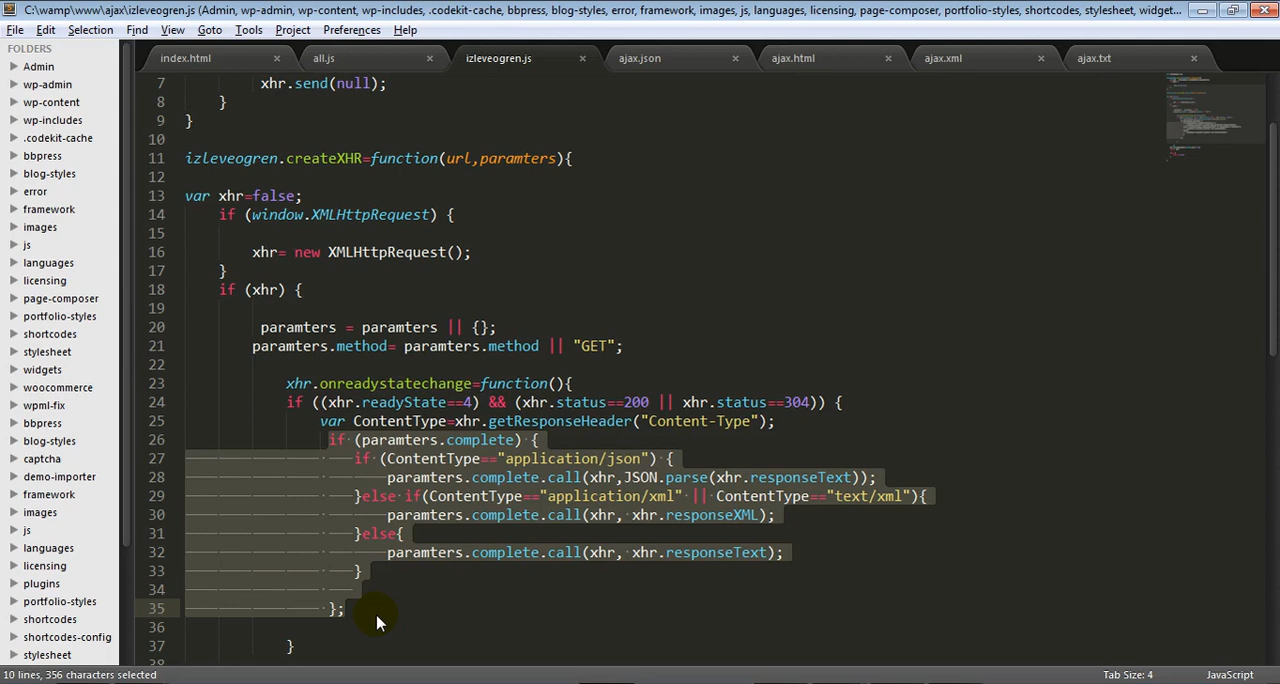 C:\wamp\www\ajax\izleveogren.js (Admin, wp-admin, wp-content, wp-includes, .codekit-cache, bbpress, blog-styles, error, framework, images, js, languages, licensing, page-composer, portfolio-styles, shortcodes, stylesheet, widget...
File Edit Selection Find View Goto Tools Project Preferences Help
FOLDERS
Admin
wp-admin
wp-content
wp-includes
.codekit-cache
bbpress
blog-styles
error
framework
images
js
languages
licensing
page-composer
portfolio-styles
shortcodes
stylesheet
widgets
woocommerce
wpml-fix
bbpress
blog-styles
captcha
demo-importer
framework
images
js
languages
licensing
plugins
portfolio-styles
shortcodes
shortcodes-config
stylesheet
index.html × all.js × izleveogren.js × ajax.json × ajax.html × ajax.xml × ajax.txt ×
7 xhr.send(null);
8 }
9 }
10
11 izleveogren.createXHR=function(url,paramters){
12
13 var xhr=false;
14 if (window.XMLHttpRequest) {
15
16 xhr= new XMLHttpRequest();
17 }
18 if (xhr) {
19
20 paramters = paramters || {};
21 paramters.method= paramters.method || "GET";
22
23 xhr.onreadystatechange=function(){
24 if ((xhr.readyState==4) && (xhr.status==200 || xhr.status==304)) {
25 var ContentType=xhr.getResponseHeader("Content-Type");
26 if (paramters.complete) {
27 if (ContentType=="application/json") {
28 paramters.complete.call(xhr,JSON.parse(xhr.responseText));
29 }else if(ContentType=="application/xml" || ContentType=="text/xml"){
30 paramters.complete.call(xhr, xhr.responseXML);
31 }else{
32 paramters.complete.call(xhr, xhr.responseText);
33 }
34
35 };
36
37 }
38
10 lines, 356 characters selected
Tab Size: 4
JavaScript